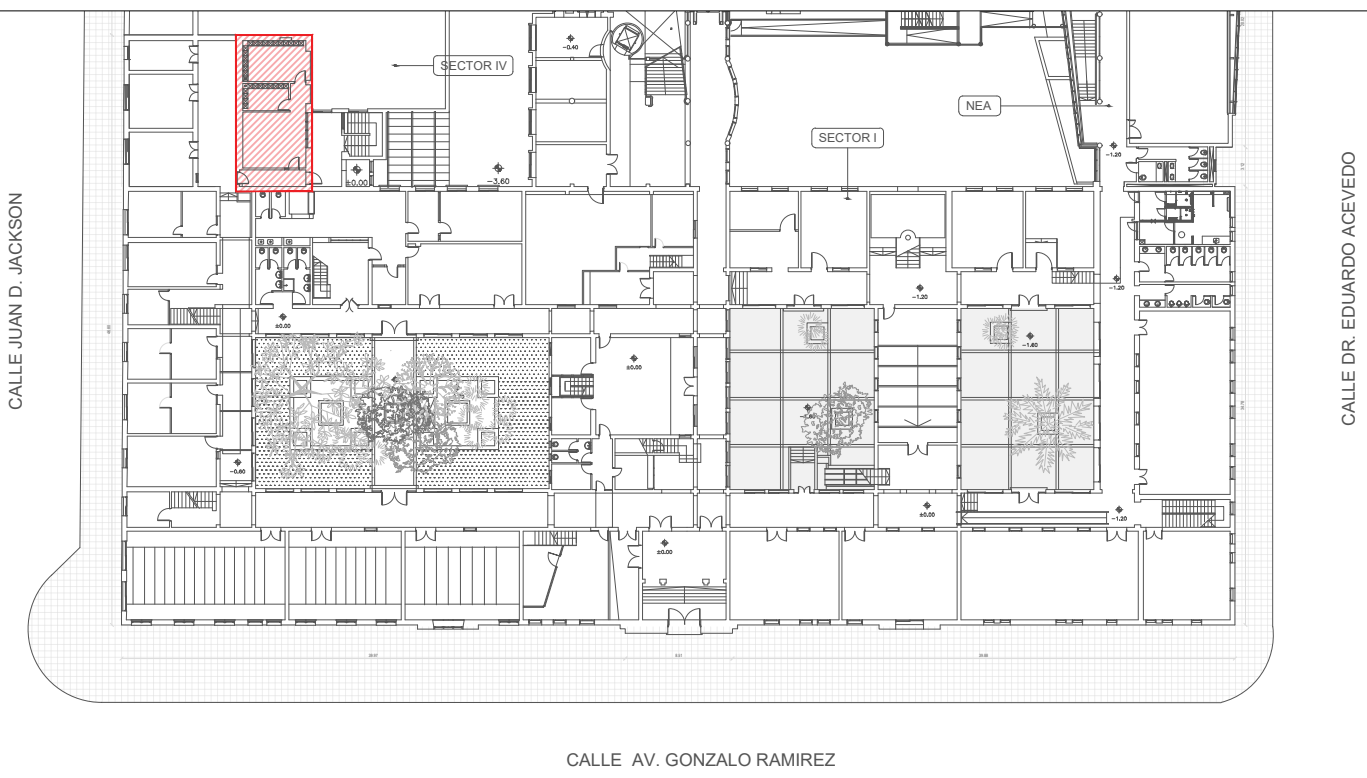 -0.40
SECTOR IV
NEA
SECTOR I
-1.20
±0.00
-3.60
CALLE JUAN D. JACKSON
CALLE DR. EDUARDO ACEVEDO
-1.20
-1.20
±0.00
-1.60
±0.00
-0.60
±0.00
-1.20
±0.00
CALLE AV. GONZALO RAMIREZ